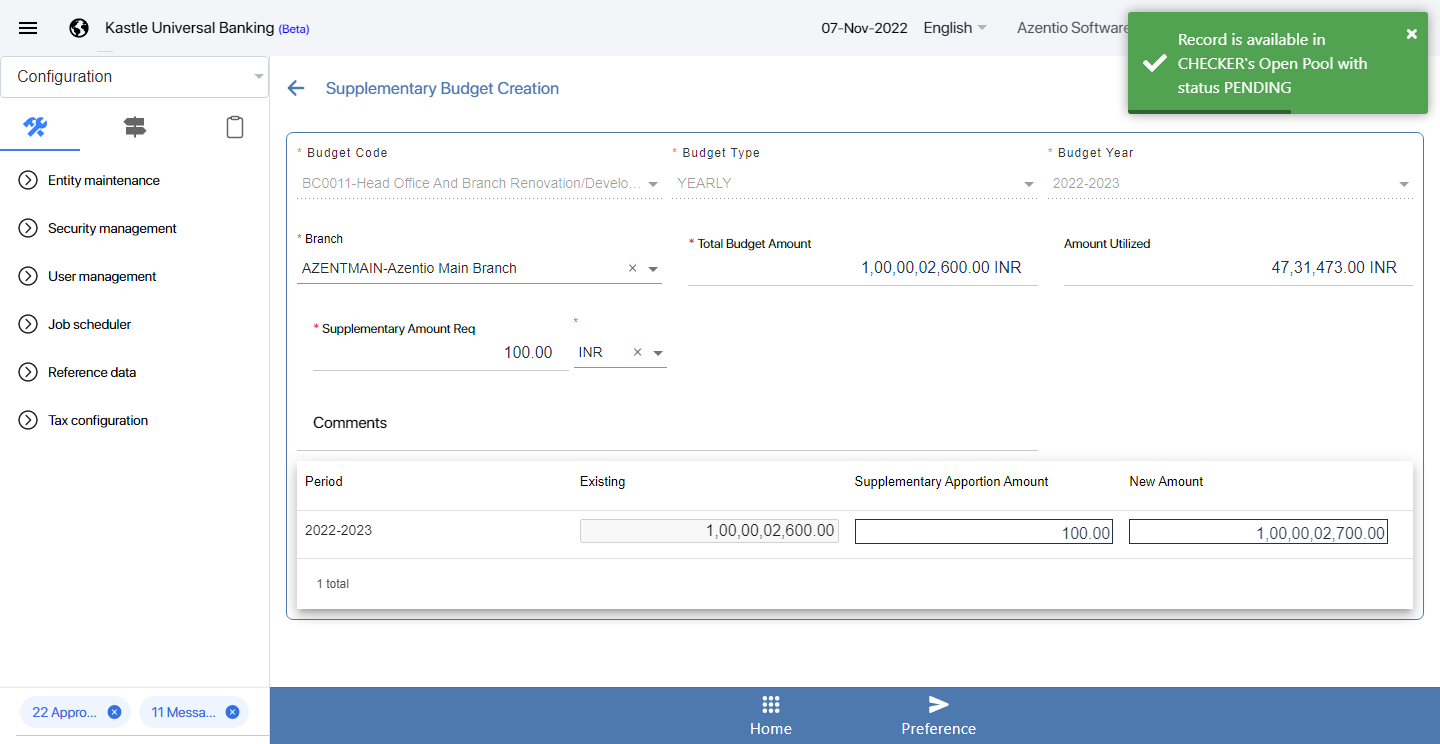 Kastle Universal Banking (Beta)
07-Nov-2022 English Azentio Software
Record is available in
CHECKER's Open Pool with
status PENDING
Configuration
Supplementary Budget Creation
Entity maintenance
Security management
User management
Job scheduler
Reference data
Tax configuration
* Budget Code * Budget Type * Budget Year
BC0011-Head Office And Branch Renovation/Develo... YEARLY 2022-2023
* Branch * Total Budget Amount Amount Utilized
AZENTMAIN-Azentio Main Branch × 1,00,00,02,600.00 INR 47,31,473.00 INR
* Supplementary Amount Req *
100.00 INR ×
Comments
Period Existing Supplementary Apportion Amount New Amount
2022-2023 1,00,00,02,600.00 100.00 1,00,00,02,700.00
1 total
22 Appro... 11 Messa...
Home Preference